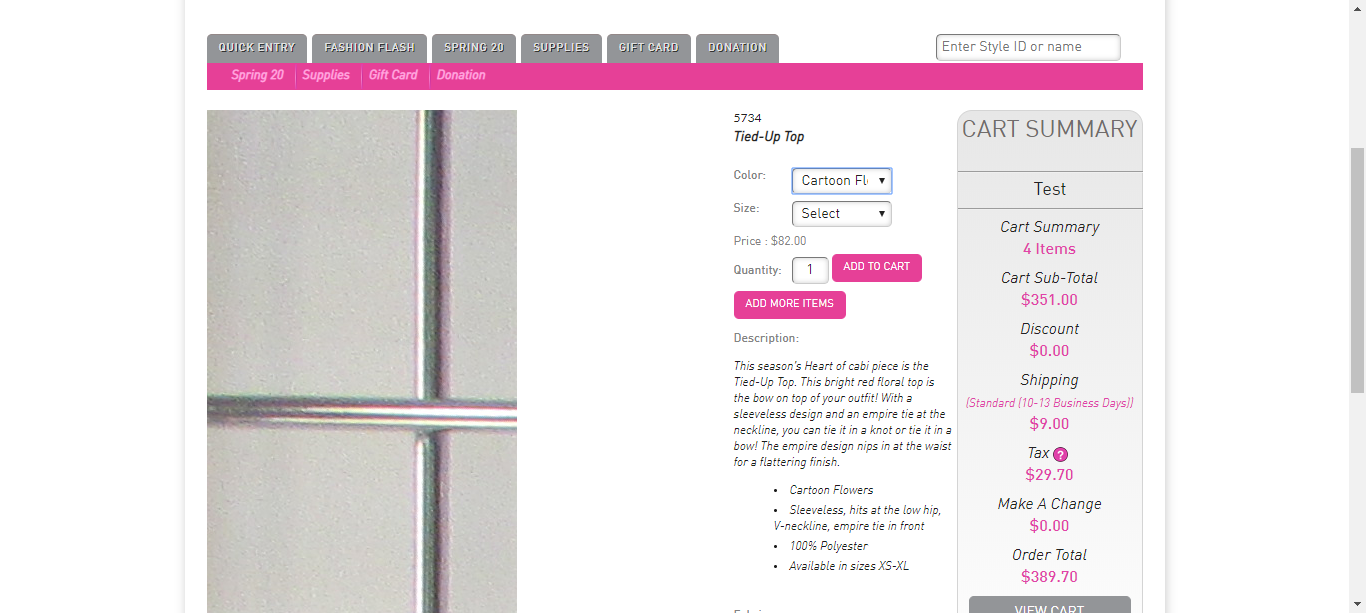 QUICK ENTRY
FASHION FLASH
SPRING 20
SUPPLIES
GIFT CARD
DONATION
Enter Style ID or name
Spring 20
Supplies
Gift Card
Donation
5734
Tied-Up Top
Color:
Cartoon Fl
Size:
Select
Price : $82.00
Quantity:
1
ADD TO CART
ADD MORE ITEMS
Description:
This season's Heart of cabi piece is the
Tied-Up Top. This bright red floral top is
the bow on top of your outfit! With a
sleeveless design and an empire tie at the
neckline, you can tie it in a knot or tie it in a
bow! The empire design nips in at the waist
for a flattering finish.
• Cartoon Flowers
• Sleeveless, hits at the low hip,
V-neckline, empire tie in front
• 100% Polyester
• Available in sizes XS-XL
CART SUMMARY
Test
Cart Summary
4 Items
Cart Sub-Total
$351.00
Discount
$0.00
Shipping
(Standard (10-13 Business Days))
$9.00
Tax ?
$29.70
Make A Change
$0.00
Order Total
$389.70
VIEW CART